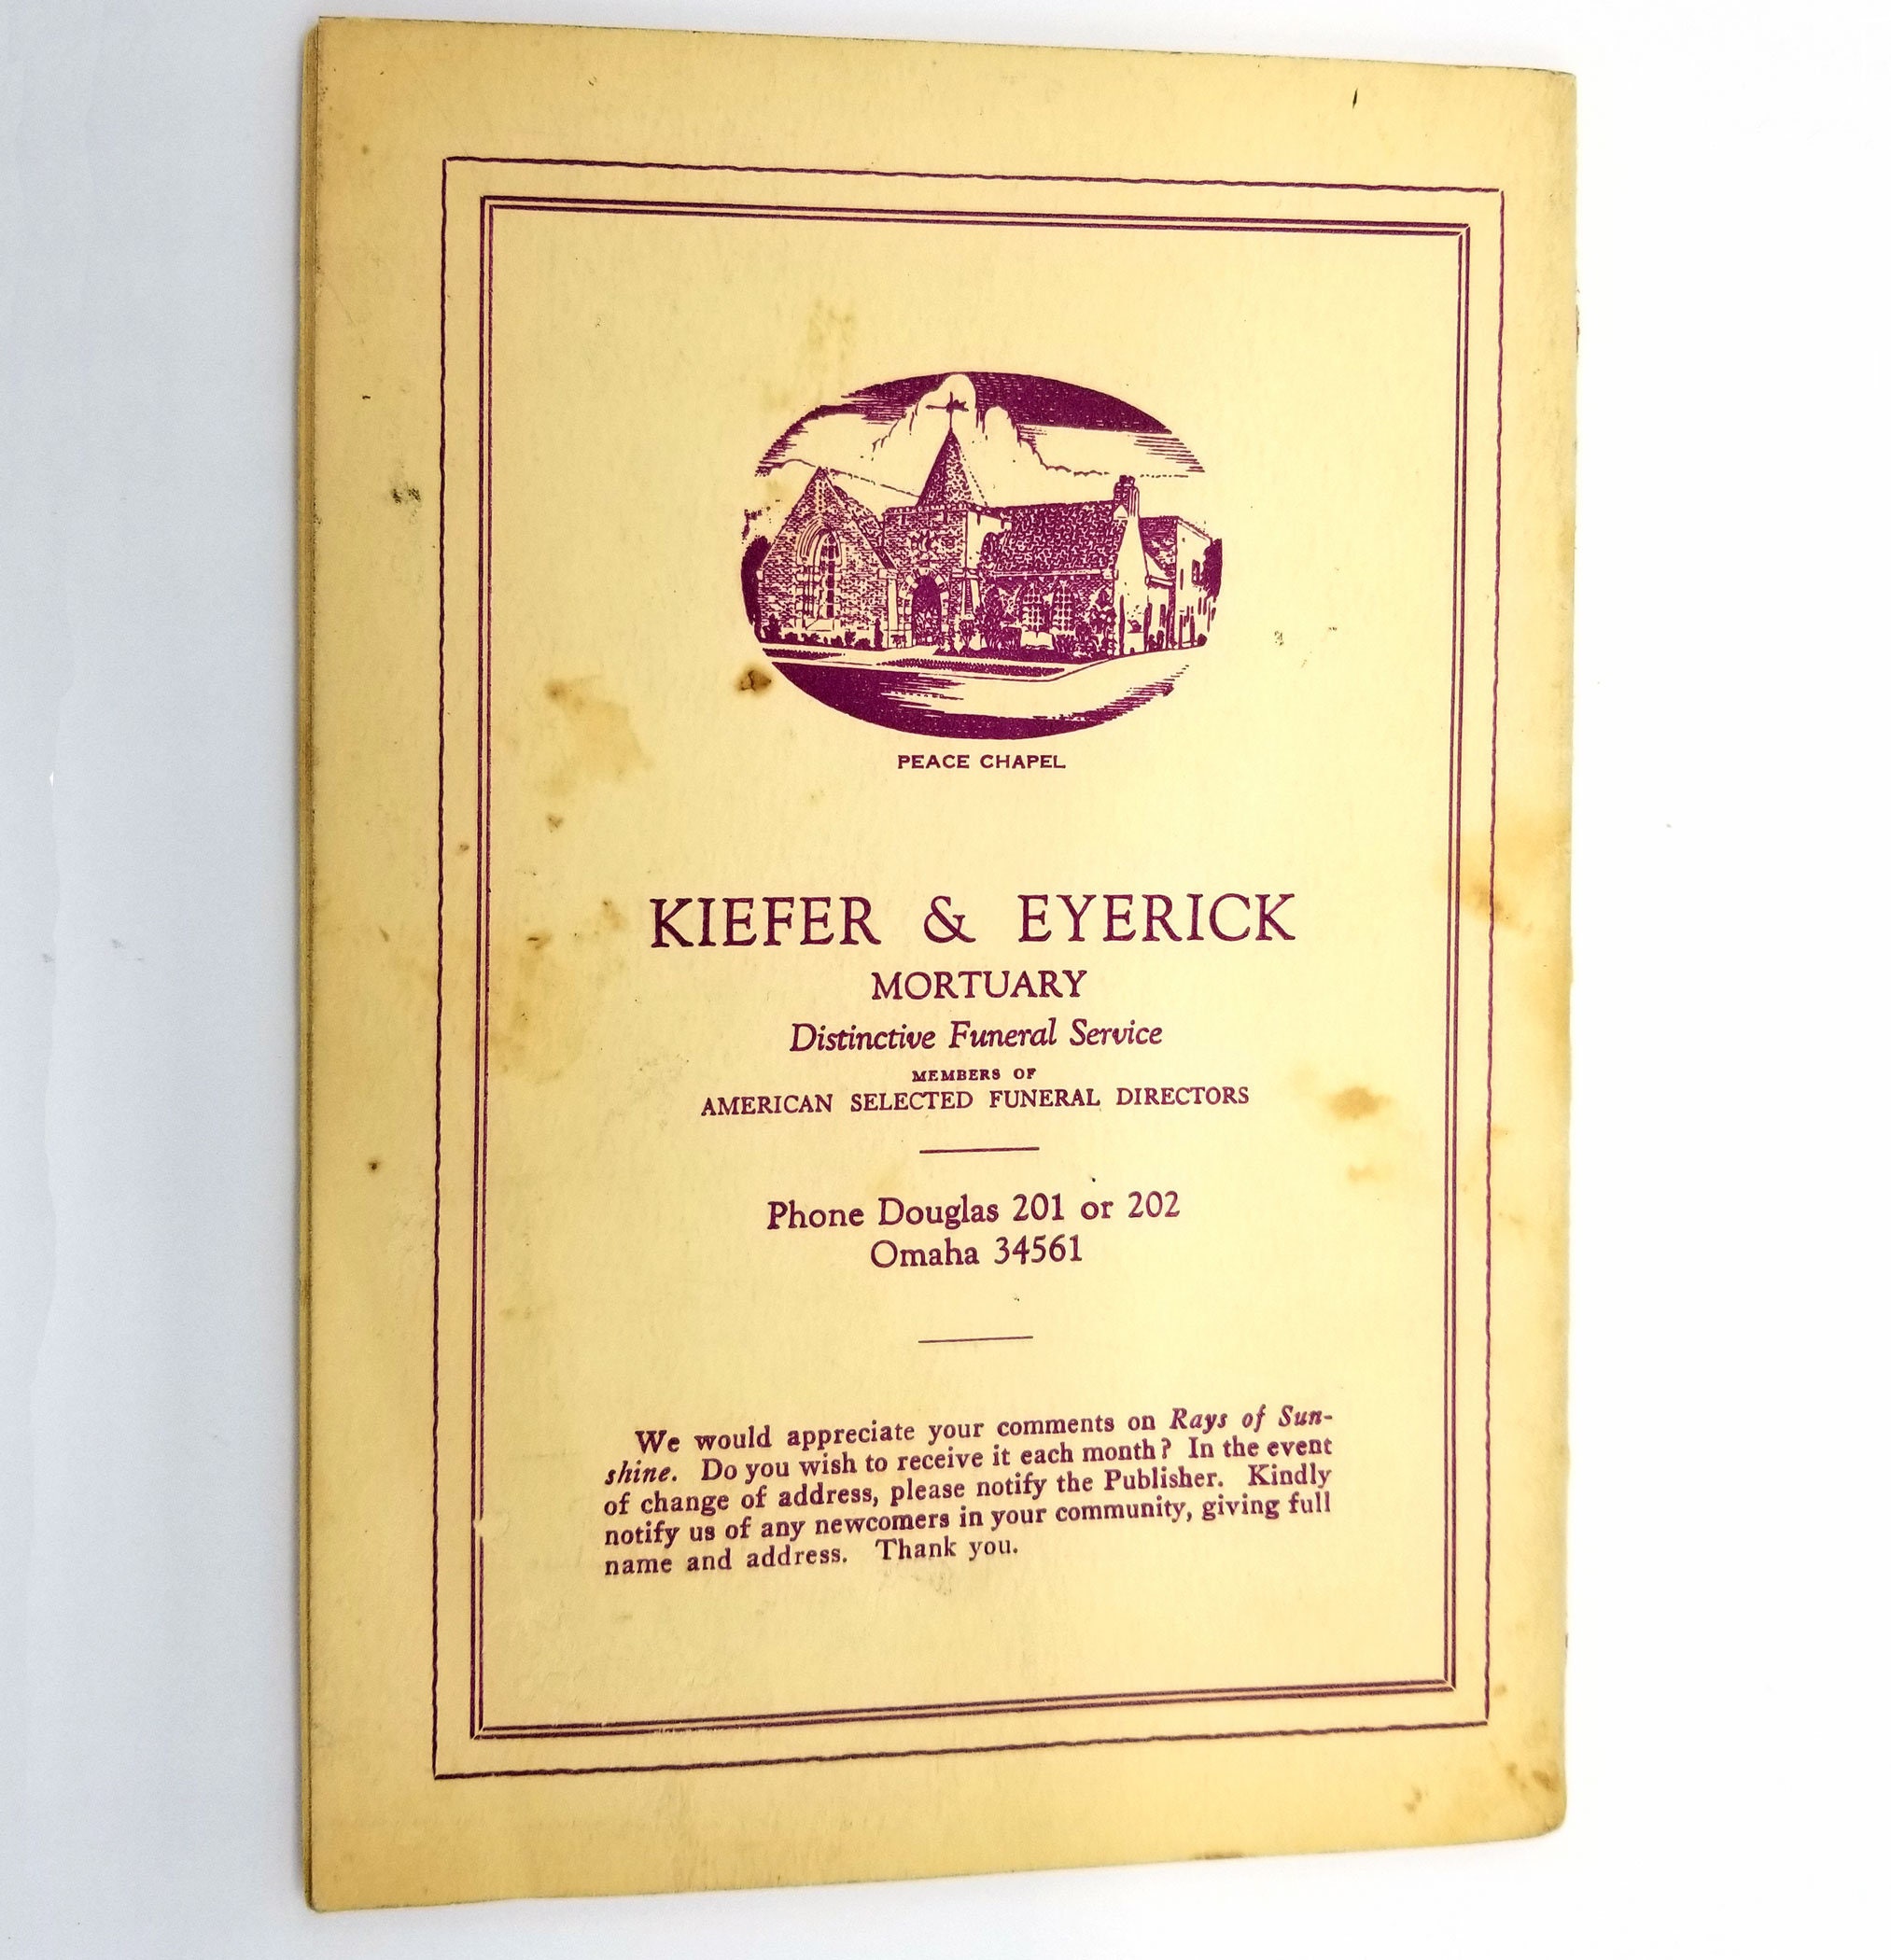 PEACE CHAPEL
KIEFER & EYERICK
MORTUARY
Distinctive Funeral Service
MEMBERS OF
AMERICAN SELECTED FUNERAL DIRECTORS
Phone Douglas 201 or 202
Omaha 34561
We would appreciate your comments on Rays of Sun-
shine. Do you wish to receive it each month? In the event
of change of address, please notify the Publisher. Kindly
notify us of any newcomers in your community, giving full
name and address. Thank you.